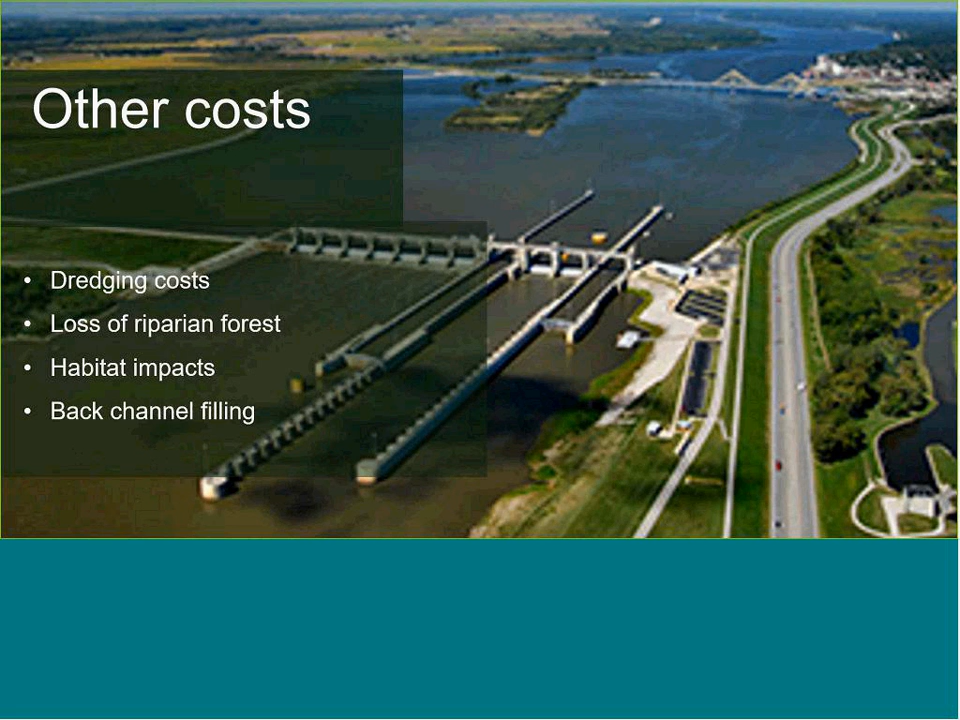 Other costs
• Dredging costs
• Loss of riparian forest
• Habitat impacts
• Back channel filling